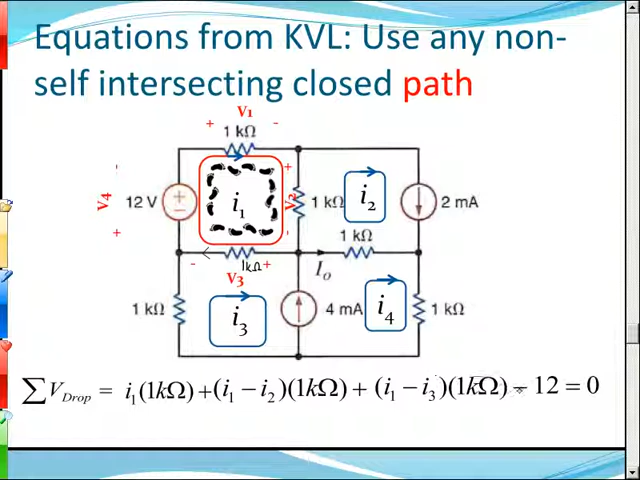 Equations from KVL: Use any non-
self intersecting closed path
V1
+ -
1 kΩ
V4
- +
12 V
i1
+ V2 -
1 kΩ
i2
2 mA
1 kΩ
- 1kΩ +
V3
Io
1 kΩ
i3
4 mA
i4
1 kΩ
∑VDrop = i1(1kΩ)+(i1 − i2)(1kΩ) + (i1 − i3)(1kΩ) − 12 = 0